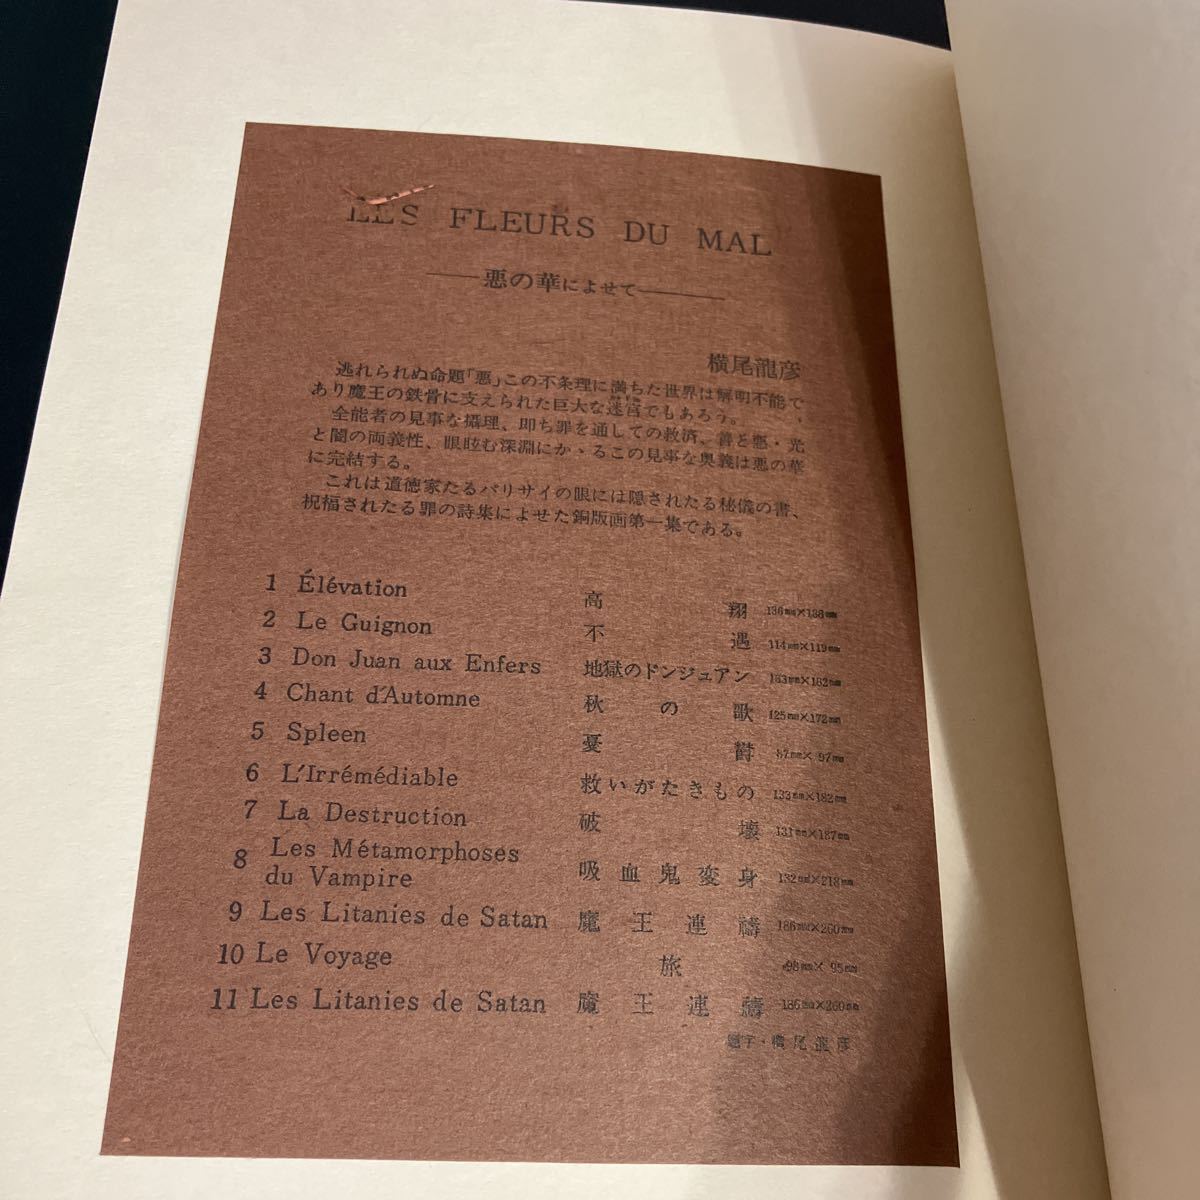 LES FLEURS DU MAL
——悪の華によせて——
横尾龍彦
逃れられぬ命題「悪」この不条理に満ちた世界は解明不能で
あり魔王の鉄骨に支えられた巨大な迷宮でもあろう。
全能者の見事な攝理、即ち罪を通しての救済、善と悪・光
と闇の両義性、眼眩む深淵にかゝるこの見事な奥義は悪の華
に完結する。
これは道徳家たるパリサイの眼には隠されたる秘儀の書、
祝福されたる罪の詩集によせた銅版画第一集である。
1 Élévation 高翔 136㎜×138㎜
2 Le Guignon 不遇 114㎜×119㎜
3 Don Juan aux Enfers 地獄のドンジュアン 183㎜×182㎜
4 Chant d'Automne 秋の歌 125㎜×172㎜
5 Spleen 憂欝 87㎜×97㎜
6 L'Irrémédiable 救いがたきもの 133㎜×182㎜
7 La Destruction 破壊 131㎜×187㎜
8 Les Métamorphoses
du Vampire 吸血鬼変身 132㎜×218㎜
9 Les Litanies de Satan 魔王連禱 186㎜×260㎜
10 Le Voyage 旅 98㎜×95㎜
11 Les Litanies de Satan 魔王連禱 186㎜×260㎜
題字・横尾龍彦